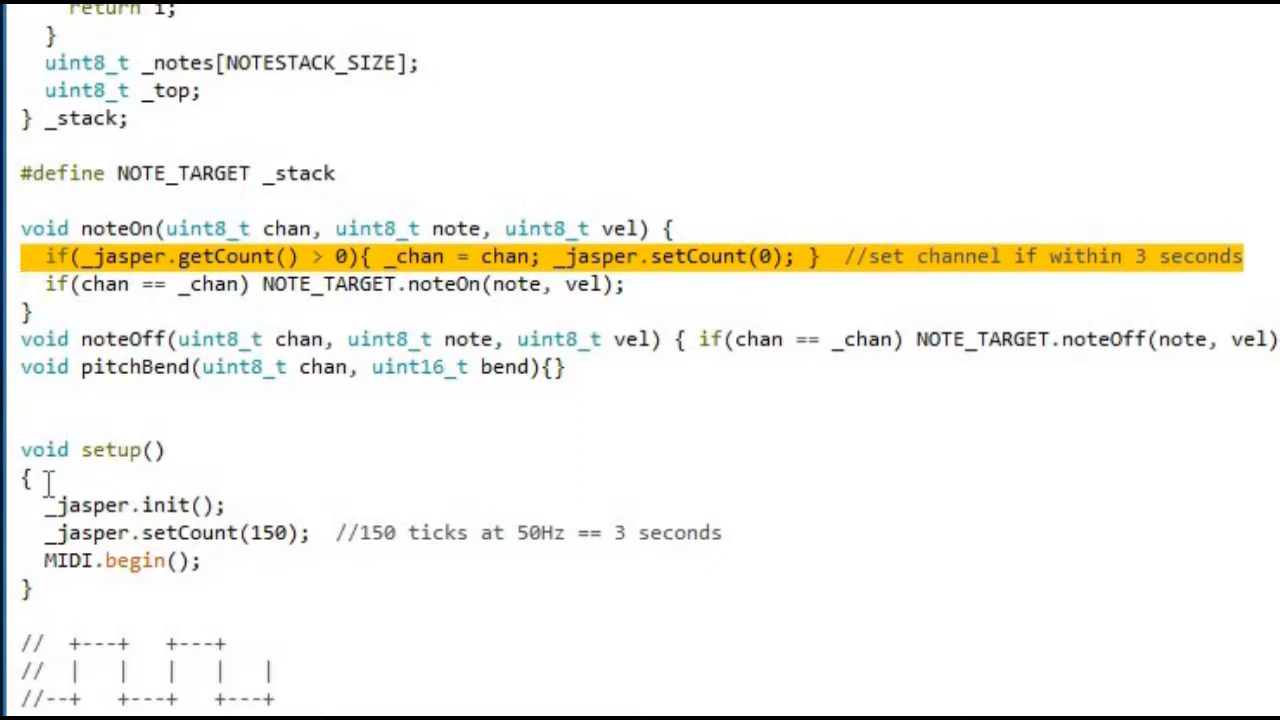 return i;
}
uint8_t _notes[NOTESTACK_SIZE];
uint8_t _top;
} _stack;
#define NOTE_TARGET _stack
void noteOn(uint8_t chan, uint8_t note, uint8_t vel) {
if(_jasper.getCount() > 0){ _chan = chan; _jasper.setCount(0); } //set channel if within 3 seconds
if(chan == _chan) NOTE_TARGET.noteOn(note, vel);
}
void noteOff(uint8_t chan, uint8_t note, uint8_t vel) { if(chan == _chan) NOTE_TARGET.noteOff(note, vel)
void pitchBend(uint8_t chan, uint16_t bend){}
void setup()
{
_jasper.init();
_jasper.setCount(150); //150 ticks at 50Hz == 3 seconds
MIDI.begin();
}
// +---+ +---+
// | | | | |
//--+ +---+ +---+